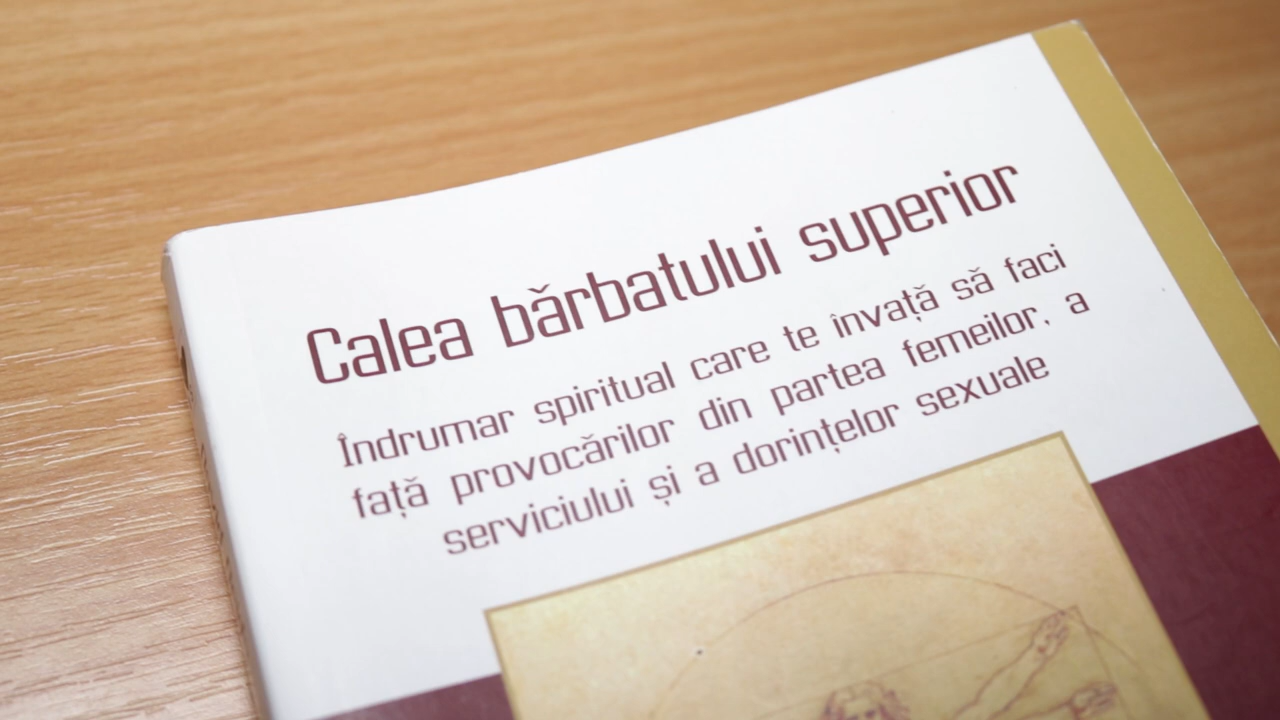 Calea bărbatului superior
Îndrumar spiritual care te învață să faci
față provocărilor din partea femeilor, a
serviciului și a dorințelor sexuale